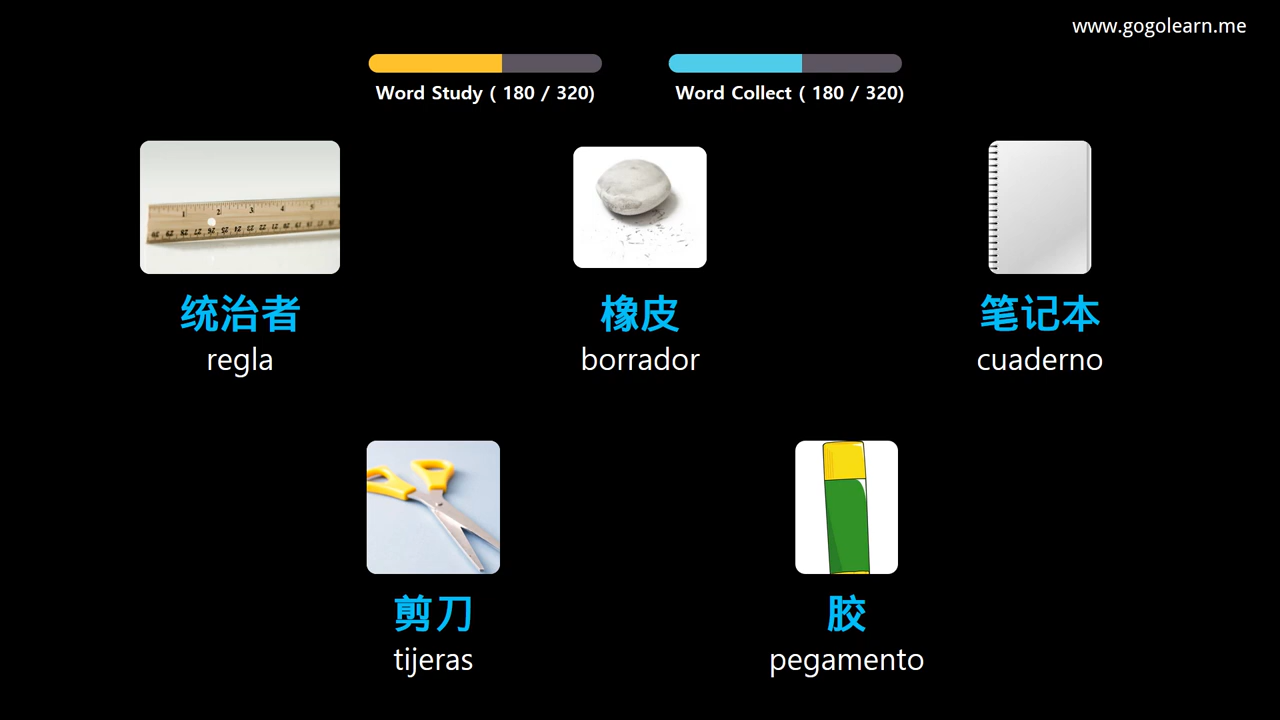 www.gogolearn.me
Word Study ( 180 / 320)
Word Collect ( 180 / 320)
统治者
regla
橡皮
borrador
笔记本
cuaderno
剪刀
tijeras
胶
pegamento